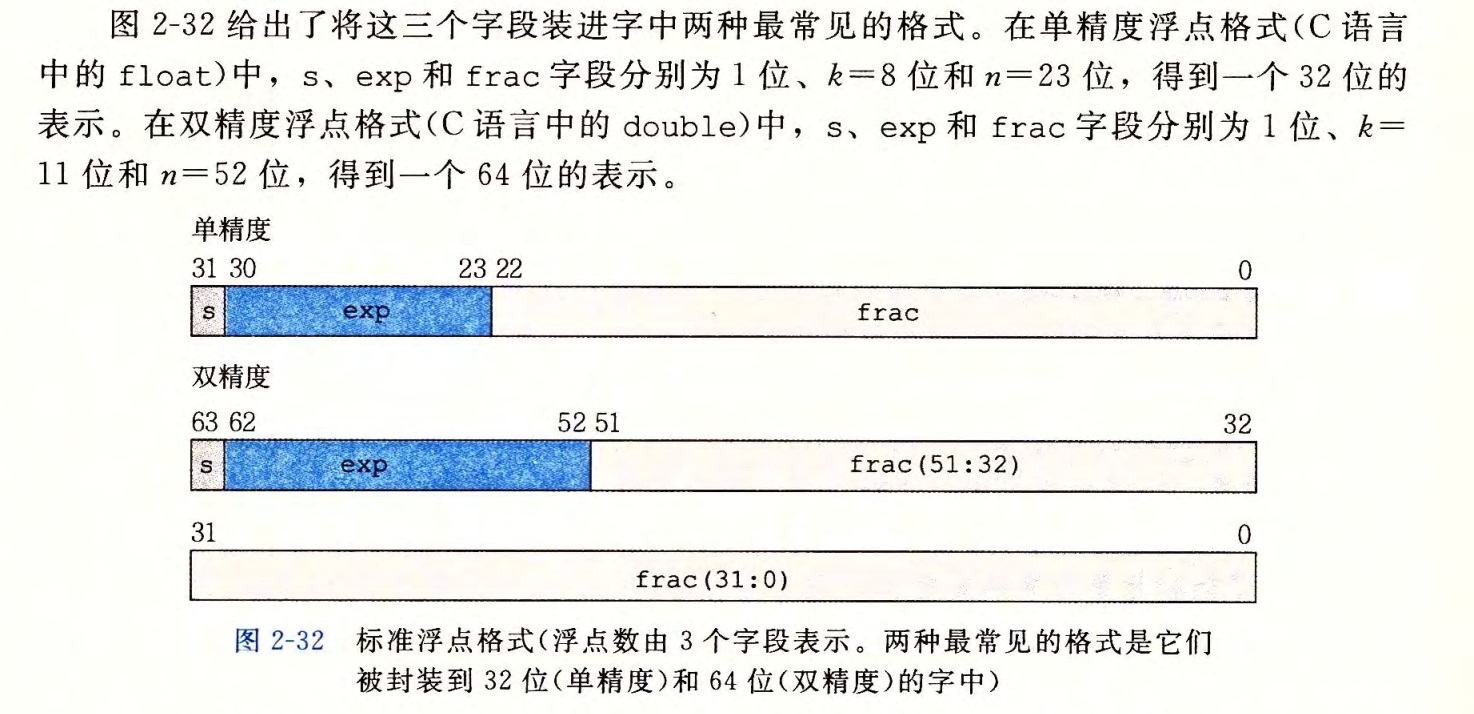 图 2-32 给出了将这三个字段装进字中两种最常见的格式。在单精度浮点格式(C 语言
中的 float)中，s、exp 和 frac 字段分别为 1 位、k=8 位和 n=23 位，得到一个 32 位的
表示。在双精度浮点格式(C 语言中的 double)中，s、exp 和 frac 字段分别为 1 位、k=
11 位和 n=52 位，得到一个 64 位的表示。
单精度
31 30 23 22 0
s exp frac
双精度
63 62 52 51 32
s exp frac(51:32)
31 0
frac(31:0)
图 2-32 标准浮点格式(浮点数由 3 个字段表示。两种最常见的格式是它们
被封装到 32 位(单精度)和 64 位(双精度)的字中)